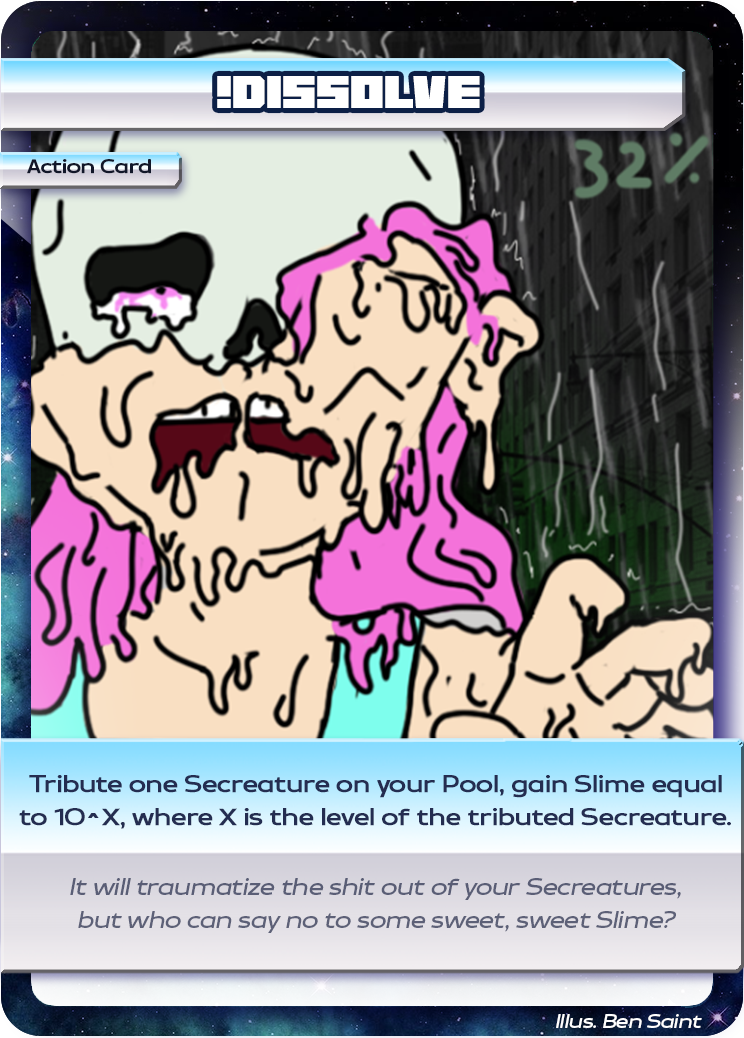 !DISSOLVE
Action Card
32%
Tribute one Secreature on your Pool, gain Slime equal
to 10^X, where X is the level of the tributed Secreature.
It will traumatize the shit out of your Secreatures,
but who can say no to some sweet, sweet Slime?
Illus. Ben Saint